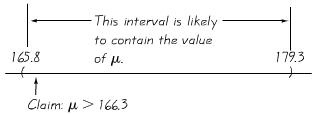 This interval is likely
to contain the value
of μ.
165.8
179.3
(
)
Claim: μ > 166.3